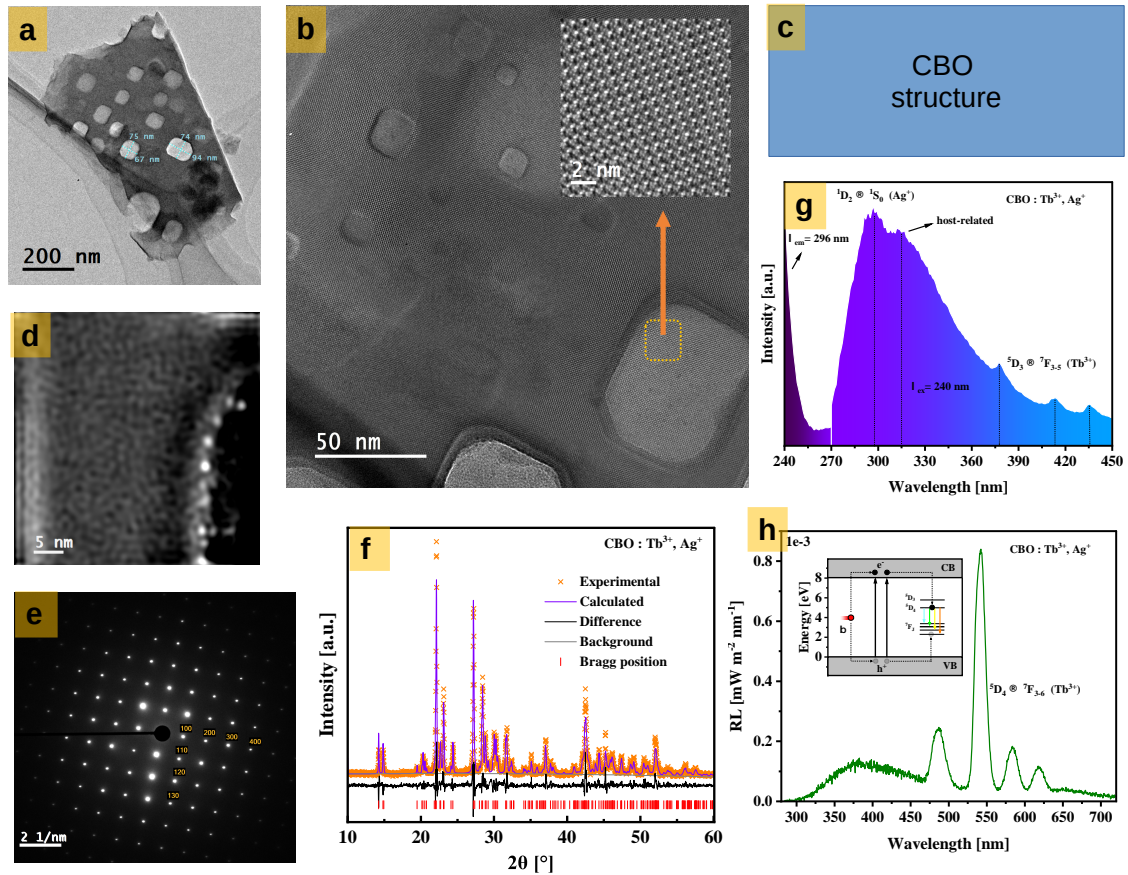 a
75 nm
74 nm
67 nm
94 nm
200 nm
b
2 nm
50 nm
c
CBO
structure
d
5 nm
e
100
200
300
400
110
120
130
2 1/nm
f
CBO : Tb³⁺, Ag⁺
Experimental
Calculated
Difference
Background
Bragg position
Intensity [a.u.]
10 20 30 40 50 60
2θ [°]
g
¹D₂ ® ¹S₀ (Ag⁺)
CBO : Tb³⁺, Ag⁺
host-related
l em= 296 nm
⁵D₃ ® ⁷F₃₋₅ (Tb³⁺)
l ex= 240 nm
Intensity [a.u.]
240 270 300 330 360 390 420 450
Wavelength [nm]
h
1e-3
CBO : Tb³⁺, Ag⁺
0.8
0.6
0.4
0.2
0.0
RL [mW m⁻² nm⁻¹]
Energy [eV]
8
6
4
2
0
e⁻
CB
⁵D₃
⁵D₄
⁷F_J
b
h⁺
VB
⁵D₄ ® ⁷F₃₋₆ (Tb³⁺)
300 350 400 450 500 550 600 650 700
Wavelength [nm]